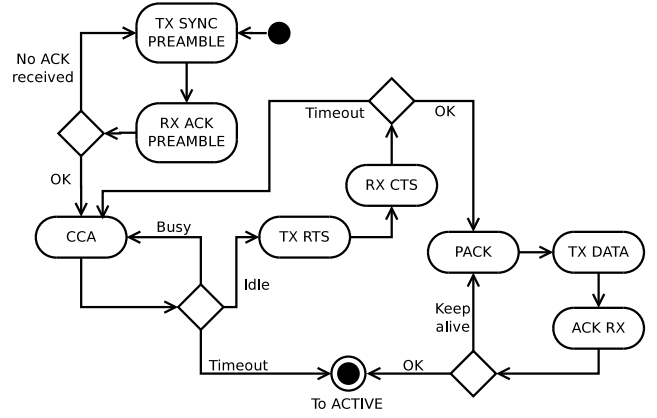 TX SYNC
PREAMBLE
No ACK
received
RX ACK
PREAMBLE
Timeout
OK
OK
RX CTS
CCA
Busy
TX RTS
PACK
TX DATA
Idle
Keep
alive
ACK RX
Timeout
OK
To ACTIVE